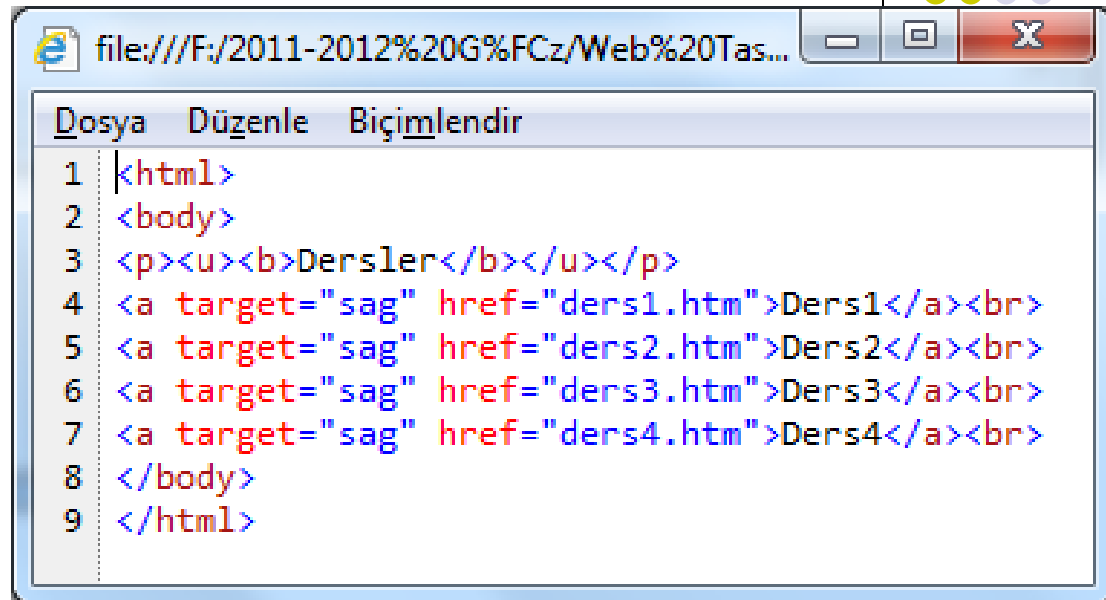 file:///F:/2011-2012%20G%FCz/Web%20Tas...
Dosya Düzenle Biçimlendir
1 <html>
2 <body>
3 <p><u><b>Dersler</b></u></p>
4 <a target="sag" href="ders1.htm">Ders1</a><br>
5 <a target="sag" href="ders2.htm">Ders2</a><br>
6 <a target="sag" href="ders3.htm">Ders3</a><br>
7 <a target="sag" href="ders4.htm">Ders4</a><br>
8 </body>
9 </html>